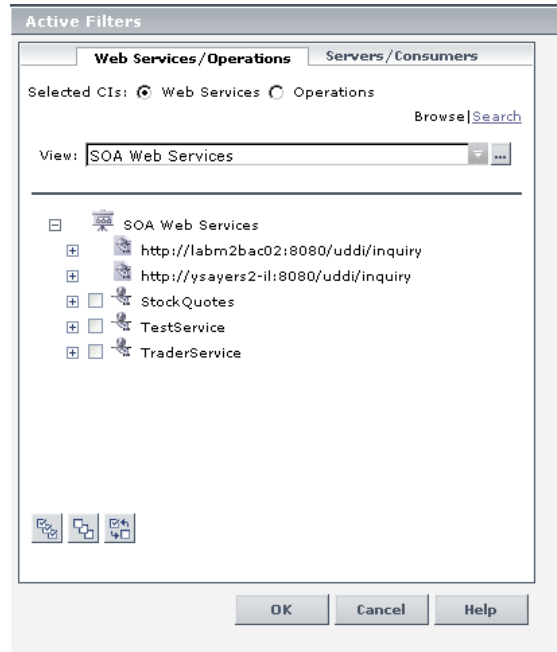 Active Filters
Web Services/Operations Servers/Consumers
Selected CIs: Web Services Operations
Browse|Search
View: SOA Web Services ...
SOA Web Services
http://labm2bac02:8080/uddi/inquiry
http://ysayers2-il:8080/uddi/inquiry
StockQuotes
TestService
TraderService
OK Cancel Help